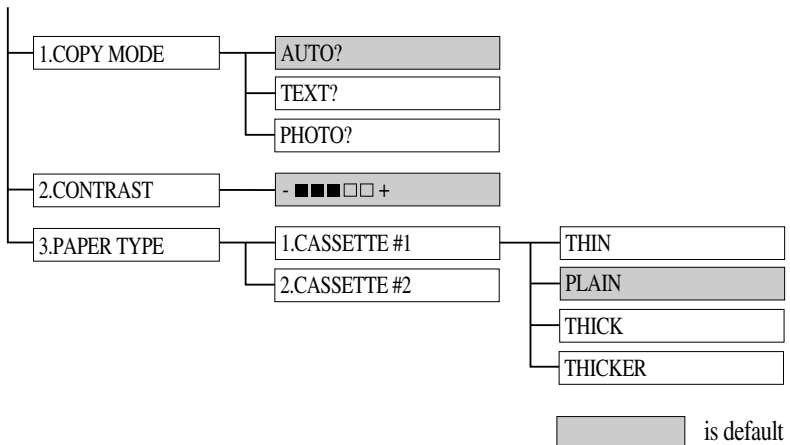 1.COPY MODE
AUTO?
TEXT?
PHOTO?
2.CONTRAST
- ■■■□□ +
3.PAPER TYPE
1.CASSETTE #1
2.CASSETTE #2
THIN
PLAIN
THICK
THICKER
is default